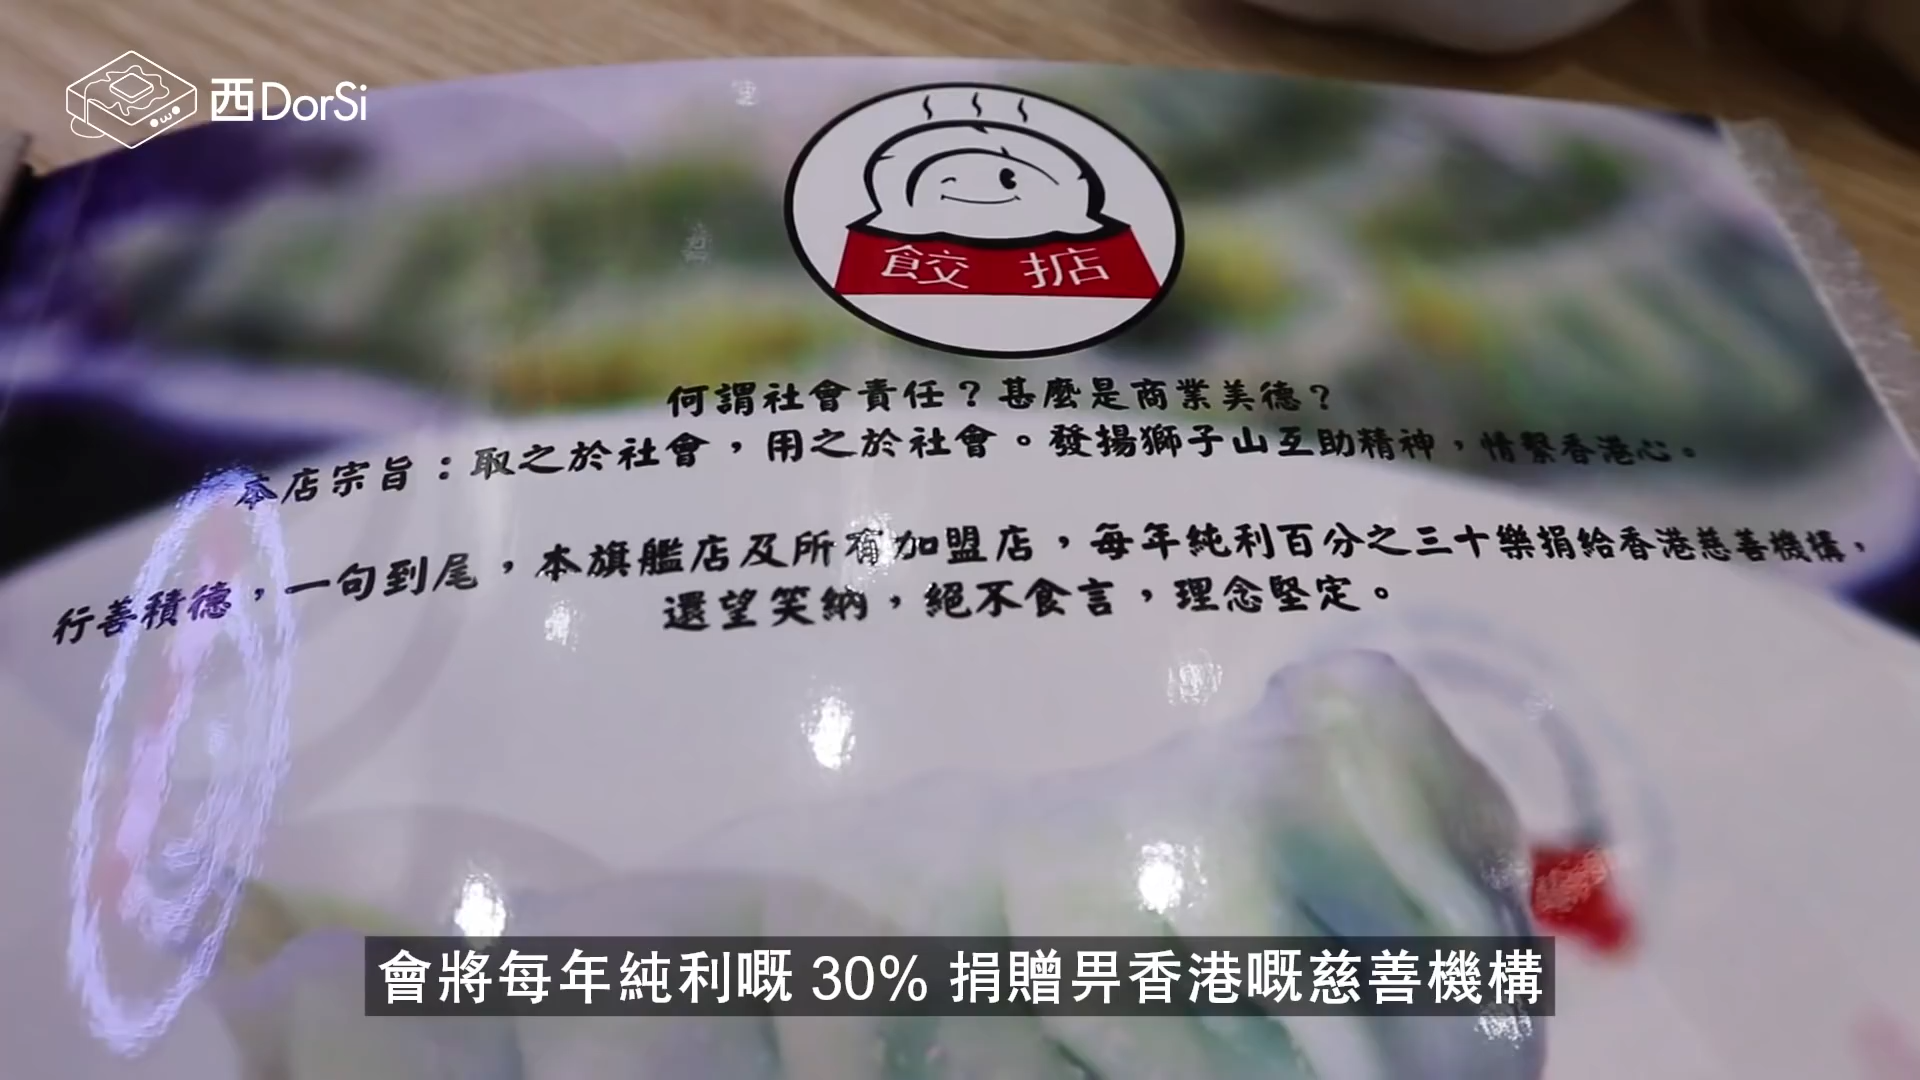 西DorSi
餃掂
何謂社會責任？甚麼是商業美德？
本店宗旨：取之於社會，用之於社會。發揚獅子山互助精神，情繫香港心。
行善積德，一句到尾，本旗艦店及所有加盟店，每年純利百分之三十樂捐給香港慈善機構，
還望笑納，絕不食言，理念堅定。
會將每年純利嘅 30% 捐贈畀香港嘅慈善機構